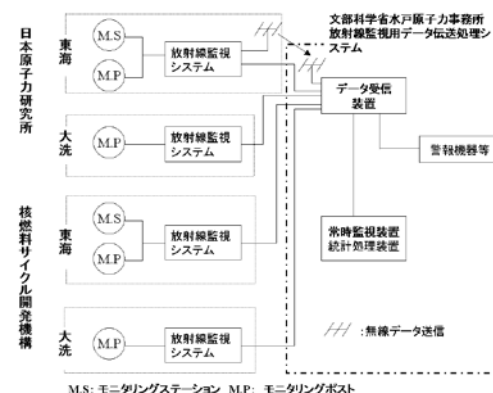 文部科学省水戸原子力事務所
放射線監視用データ伝送処理シ
ステム
日本原子力研究所
東海
M.S
M.P
放射線監視
システム
データ受信
装置
大洗
M.P
放射線監視
システム
警報機器等
核燃料サイクル開発機構
東海
M.S
M.P
放射線監視
システム
常時監視装置
統計処理装置
大洗
M.P
放射線監視
システム
:無線データ送信
M.S: モニタリングステーション M.P: モニタリングポスト